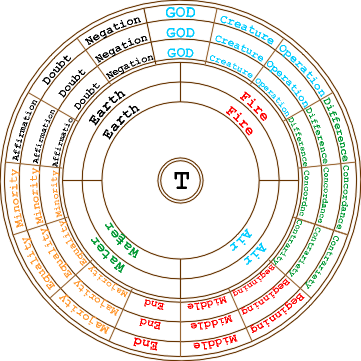 GOD
Creature
Operation
Difference
Concordance
Contrariety
Beginning
Middle
End
Majority
Equality
Minority
Affirmation
Doubt
Negation
GOD
Creature
Operation
Difference
Concordance
Contrariety
Beginning
Middle
End
Majority
Equality
Minority
Affirmation
Doubt
Negation
GOD
Creature
Operation
Difference
Concordance
Contrariety
Beginning
Middle
End
Majority
Equality
Minority
Affirmation
Doubt
Negation
Earth
Fire
Air
Water
Earth
Fire
Air
Water
T